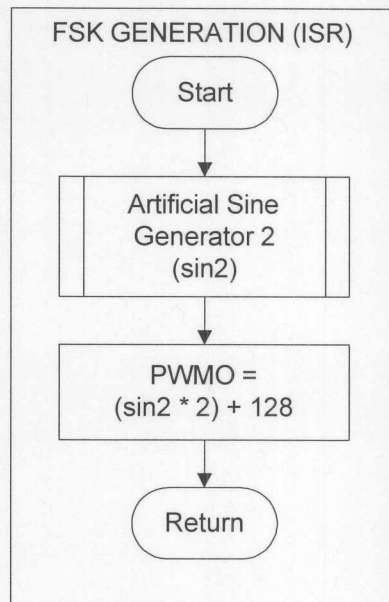 FSK GENERATION (ISR)
Start
Artificial Sine
Generator 2
(sin2)
PWMO =
(sin2 * 2) + 128
Return